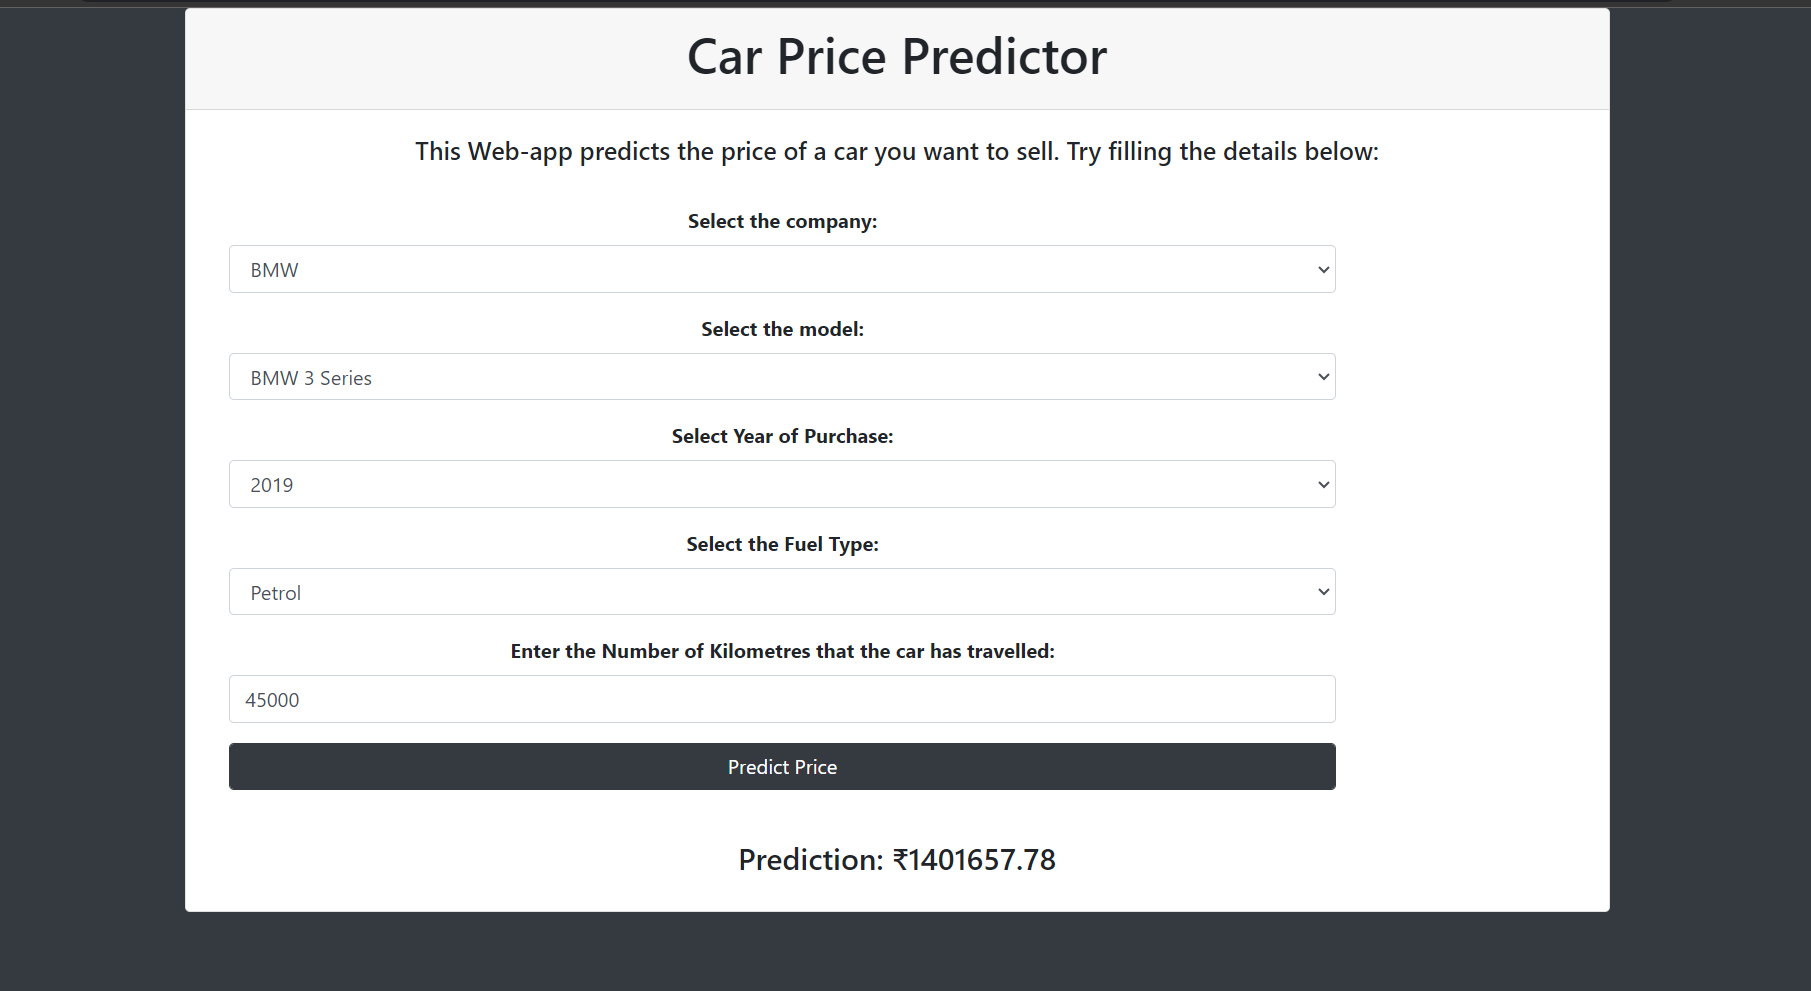 Car Price Predictor
This Web-app predicts the price of a car you want to sell. Try filling the details below:
Select the company:
BMW
Select the model:
BMW 3 Series
Select Year of Purchase:
2019
Select the Fuel Type:
Petrol
Enter the Number of Kilometres that the car has travelled:
45000
Predict Price
Prediction: ₹1401657.78